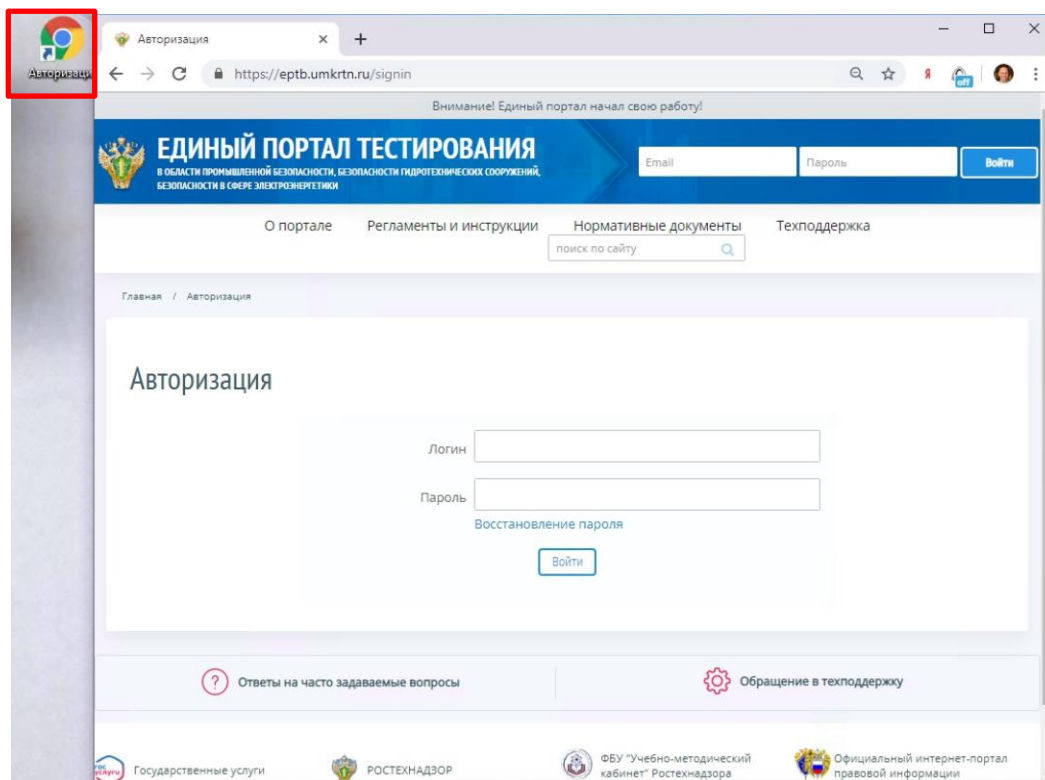 Авторизация
Авторизаци
https://eptb.umkrtn.ru/signin
off
Внимание! Единый портал начал свою работу!
ЕДИНЫЙ ПОРТАЛ ТЕСТИРОВАНИЯ
В ОБЛАСТИ ПРОМЫШЛЕННОЙ БЕЗОПАСНОСТИ, БЕЗОПАСНОСТИ ГИДРОТЕХНИЧЕСКИХ СООРУЖЕНИЙ,
БЕЗОПАСНОСТИ В СФЕРЕ ЭЛЕКТРОЭНЕРГЕТИКИ
Email
Пароль
Войти
О портале Регламенты и инструкции Нормативные документы Техподдержка
поиск по сайту
Главная / Авторизация
Авторизация
Логин
Пароль
Восстановление пароля
Войти
Ответы на часто задаваемые вопросы
Обращение в техподдержку
Государственные услуги
РОСТЕХНАДЗОР
ФБУ "Учебно-методический
кабинет" Ростехнадзора
Официальный интернет-портал
правовой информации